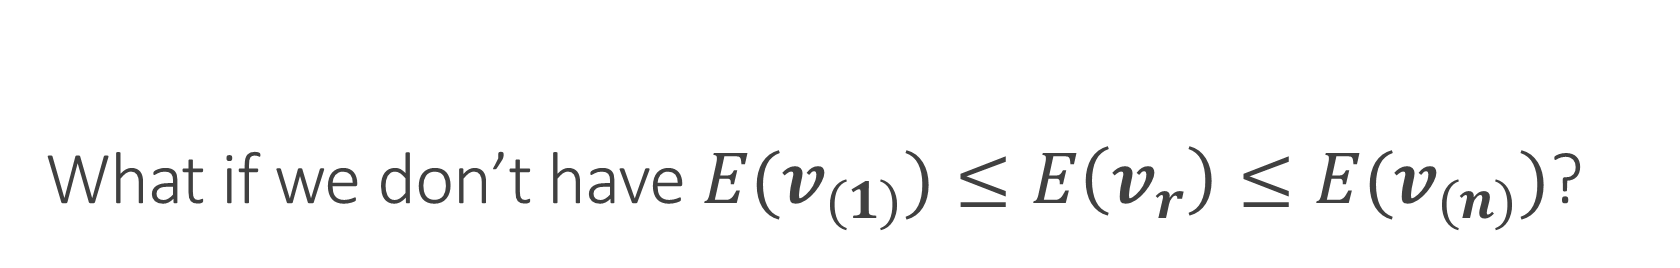 What if we don’t have E(v₍₁₎) ≤ E(vᵣ) ≤ E(v₍ₙ₎)?